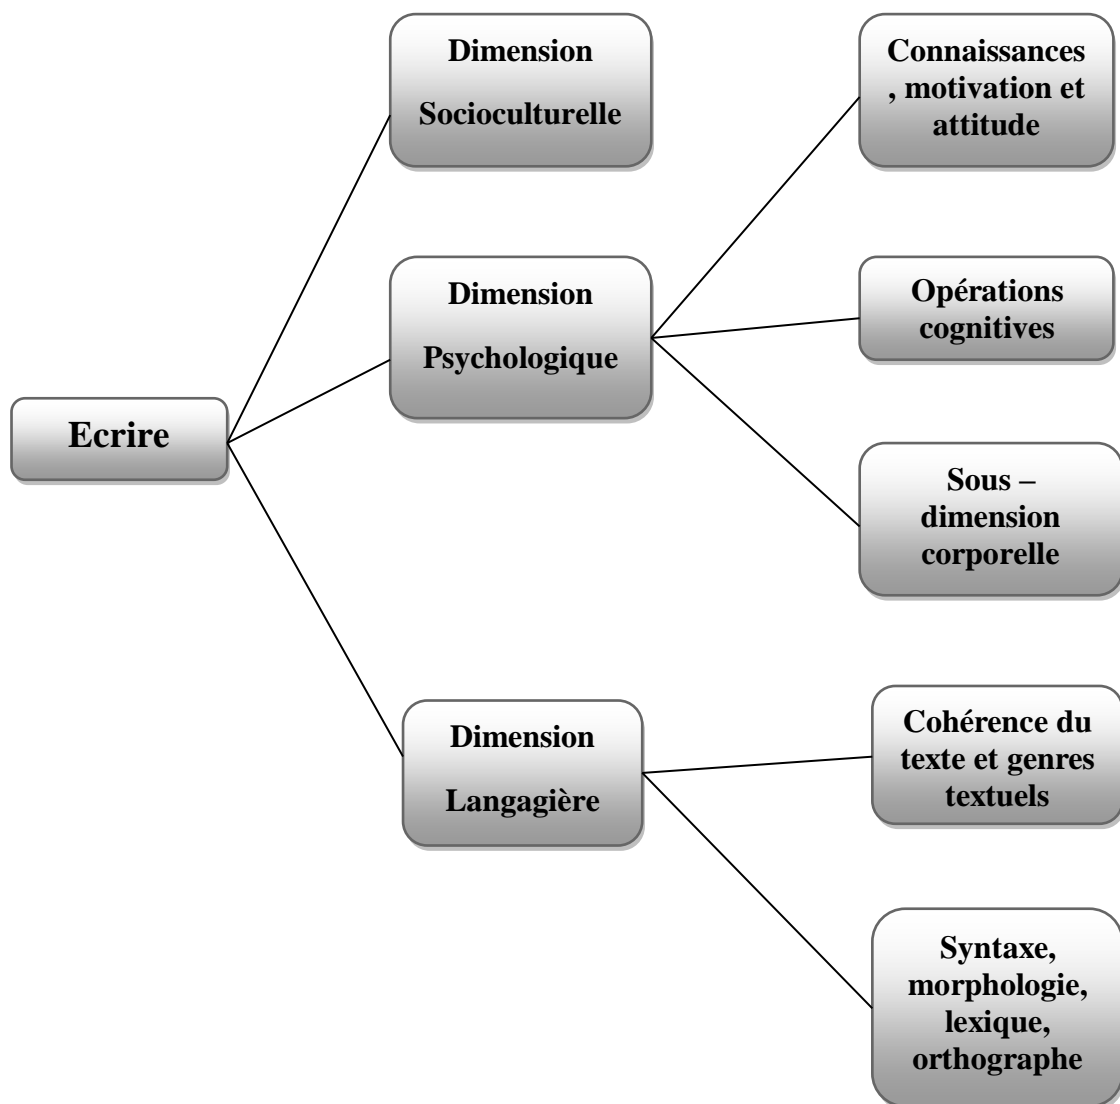 Dimension
Socioculturelle
Connaissances
, motivation et
attitude
Dimension
Psychologique
Opérations
cognitives
Ecrire
Sous –
dimension
corporelle
Dimension
Langagière
Cohérence du
texte et genres
textuels
Syntaxe,
morphologie,
lexique,
orthographe